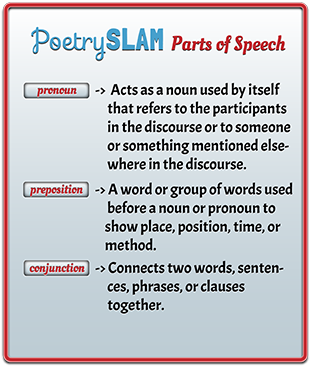 PoetrySLAM Parts of Speech
pronoun -> Acts as a noun used by itself
that refers to the participants
in the discourse or to someone
or something mentioned else-
where in the discourse.
preposition -> A word or group of words used
before a noun or pronoun to
show place, position, time, or
method.
conjunction -> Connects two words, senten-
ces, phrases, or clauses
together.